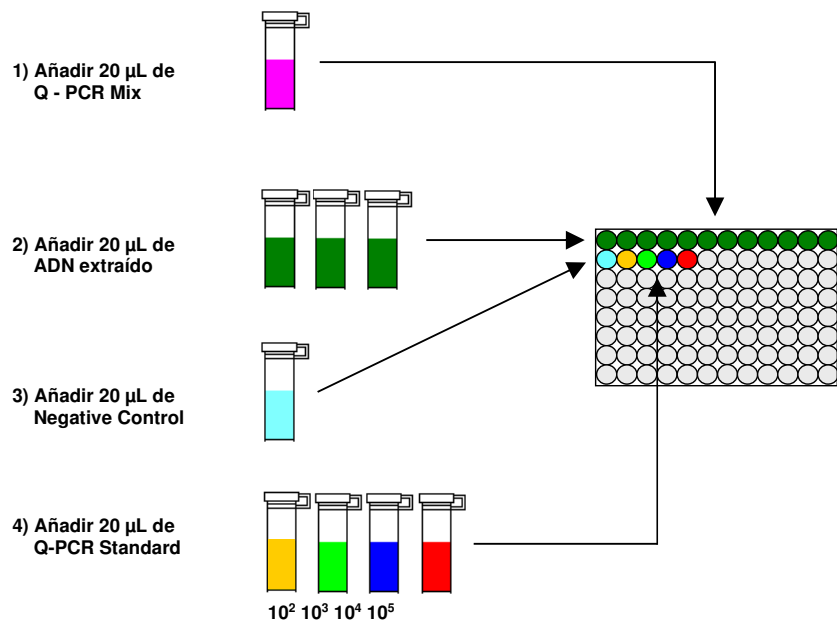 1) Añadir 20 µL de
Q - PCR Mix
2) Añadir 20 µL de
ADN extraído
3) Añadir 20 µL de
Negative Control
4) Añadir 20 µL de
Q-PCR Standard
10² 10³ 10⁴ 10⁵